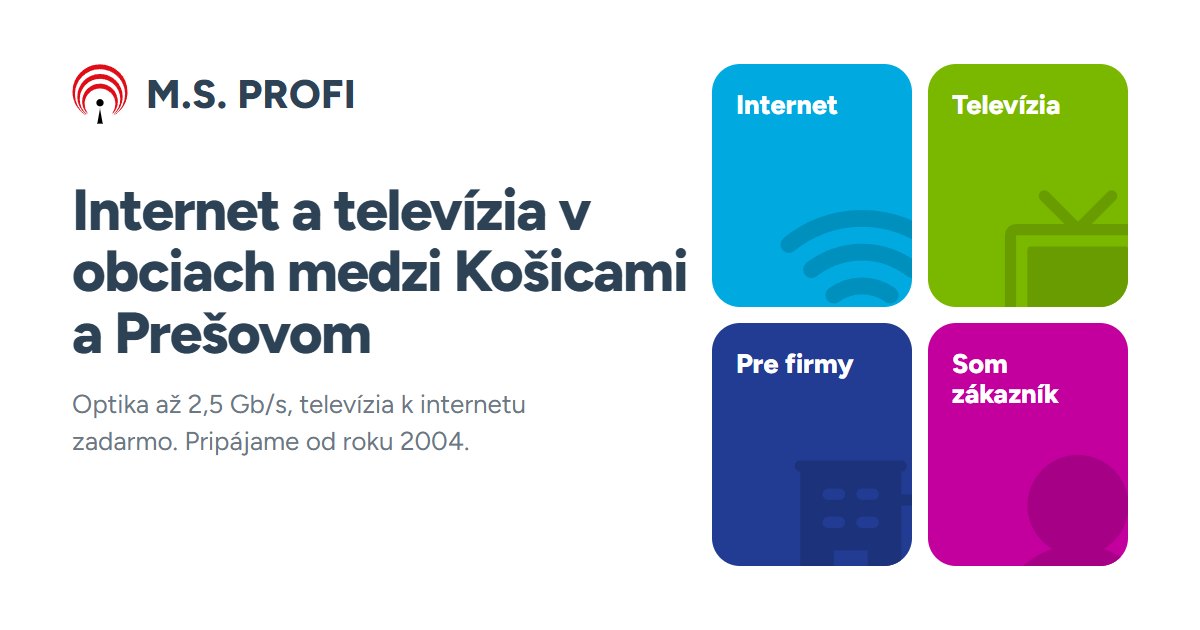 M.S. PROFI
Internet a televízia v
obciach medzi Košicami
a Prešovom
Optika až 2,5 Gb/s, televízia k internetu
zadarmo. Pripájame od roku 2004.
Internet
Televízia
Pre firmy
Som
zákazník